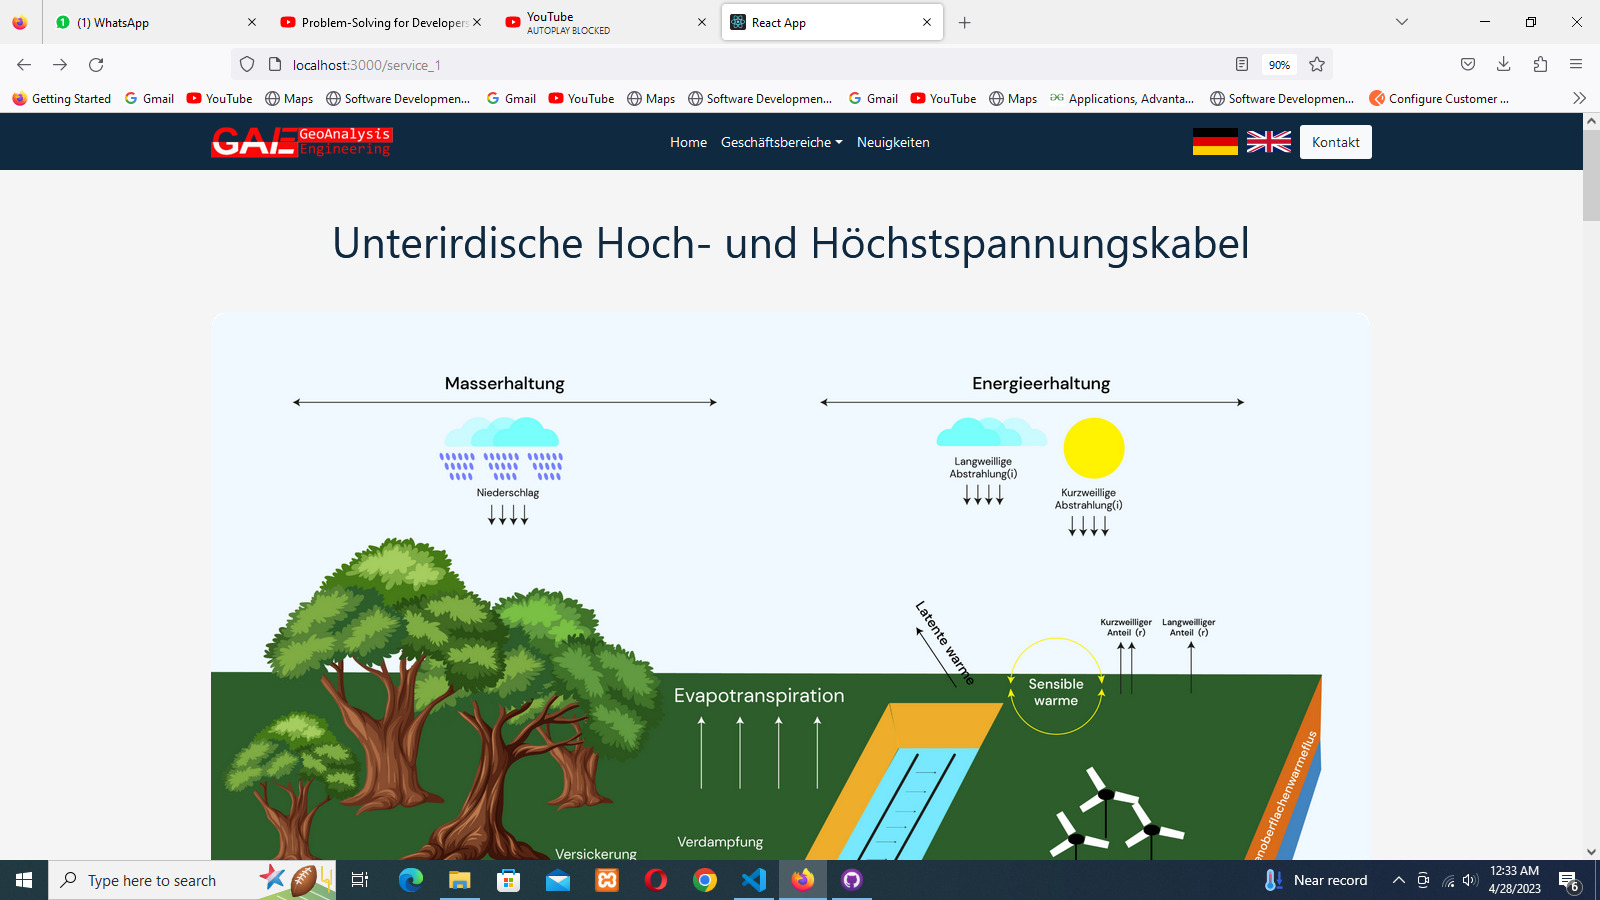 (1) WhatsApp
Problem-Solving for Developers
YouTube
AUTOPLAY BLOCKED
React App
localhost:3000/service_1
90%
Getting Started
Gmail
YouTube
Maps
Software Developmen...
Gmail
YouTube
Maps
Software Developmen...
Gmail
YouTube
Maps
Applications, Advanta...
Software Developmen...
Configure Customer ...
GAE GeoAnalysis
Engineering
Home
Geschäftsbereiche
Neuigkeiten
Kontakt
Unterirdische Hoch- und Höchstspannungskabel
Masserhaltung
Energieerhaltung
Niederschlag
Langweillige
Abstrahlung(i)
Kurzweillige
Abstrahlung(i)
Latente warme
Kurzweilliger
Anteil (r)
Langweilliger
Anteil (r)
Sensible
warme
Evapotranspiration
Verdampfung
Versickerung
enoberflachenwarmeflus
Type here to search
Near record
12:33 AM
4/28/2023
6